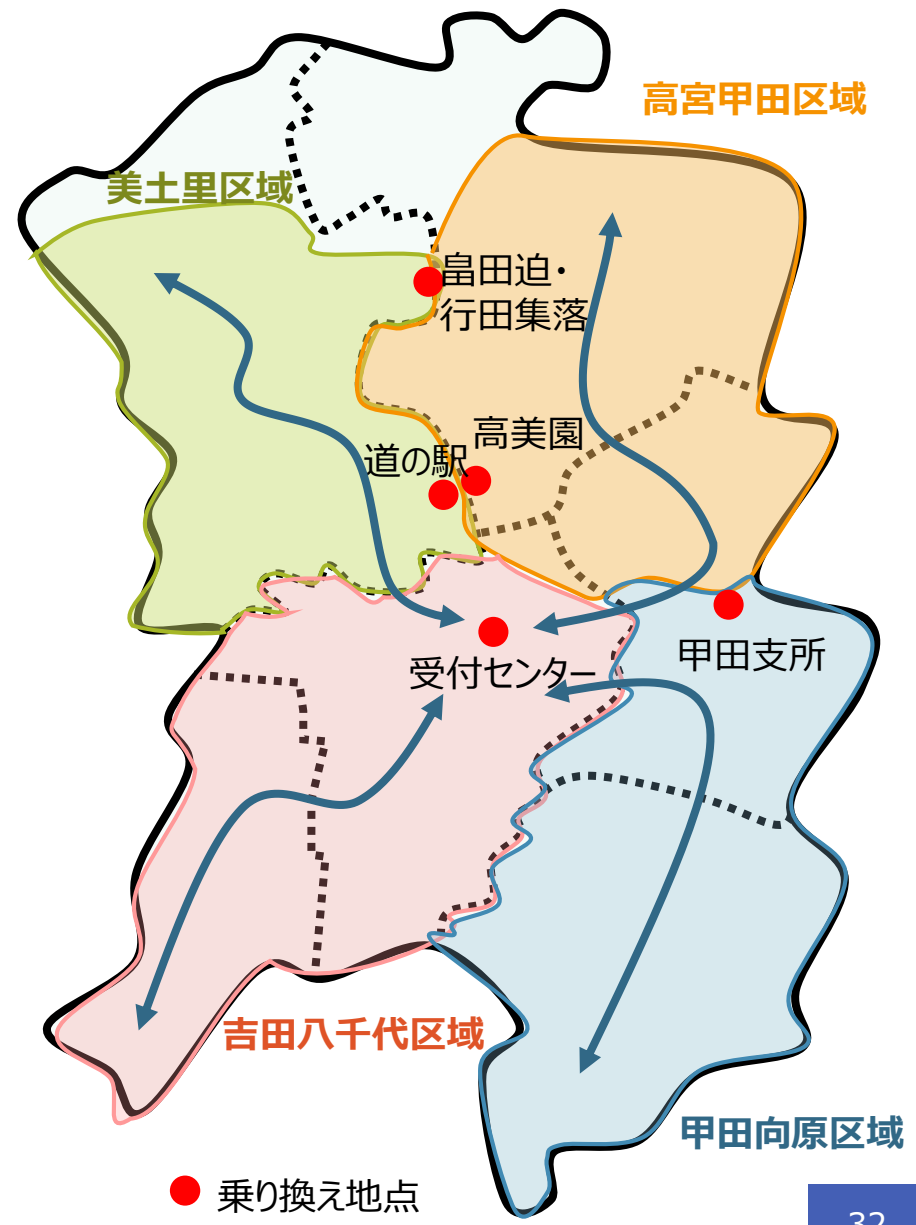 高宮甲田区域
美土里区域
畠田迫・
行田集落
高美園
道の駅
受付センター
甲田支所
吉田八千代区域
甲田向原区域
乗り換え地点
32